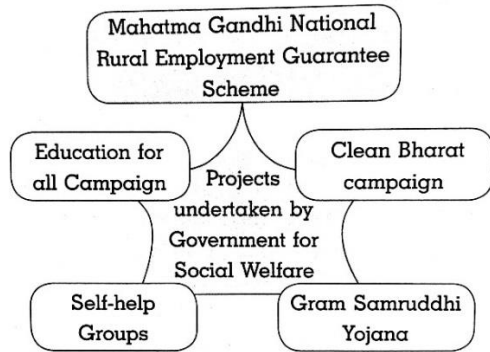 Mahatma Gandhi National
Rural Employment Guarantee
Scheme
Education for
all Campaign
Clean Bharat
campaign
Projects
undertaken by
Government for
Social Welfare
Self-help
Groups
Gram Samruddhi
Yojana